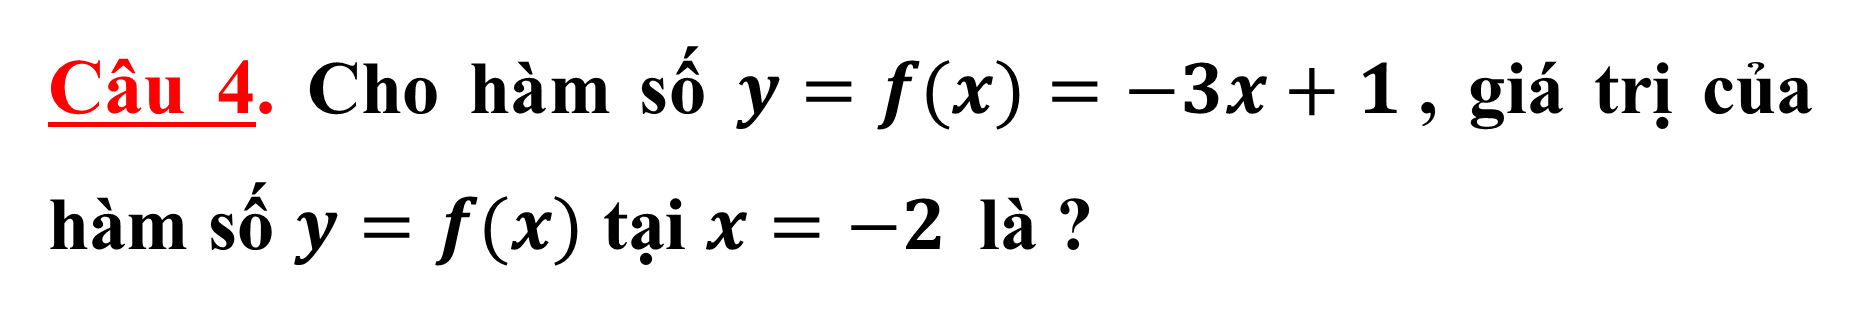 Câu 4. Cho hàm số y = f(x) = −3x + 1 , giá trị của
hàm số y = f(x) tại x = −2 là ?